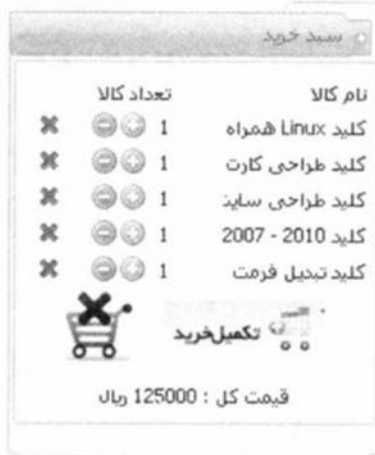 سبد خرید
نام کالا تعداد کالا
کلید Linux همراه 1
کلید طراحی کارت 1
کلید طراحی ساین 1
کلید 2010 - 2007 1
کلید تبدیل فرمت 1
تکمیل‌خرید
قیمت کل : 125000 ریال